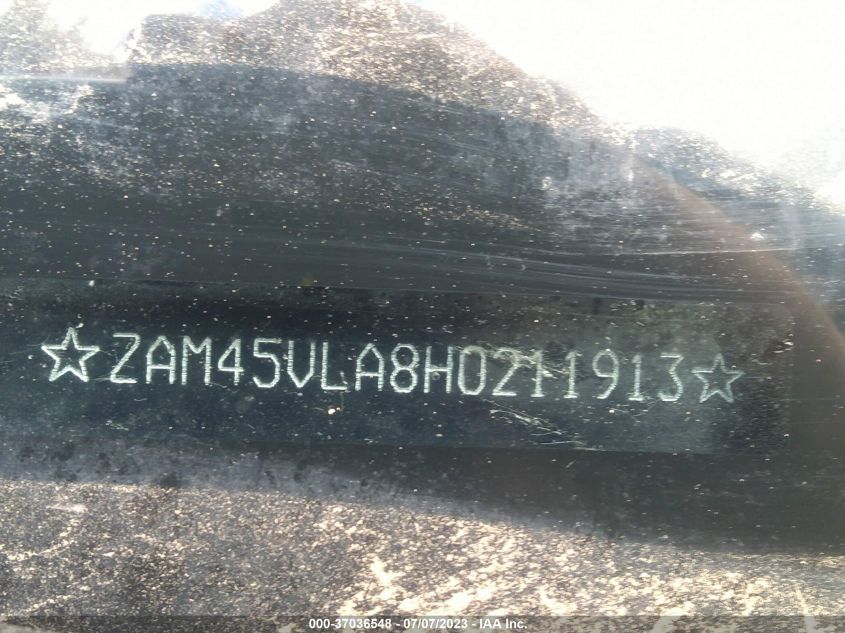 ☆ZAM45VLA8H0211913☆
000-37036548 - 07/07/2023 - IAA Inc.